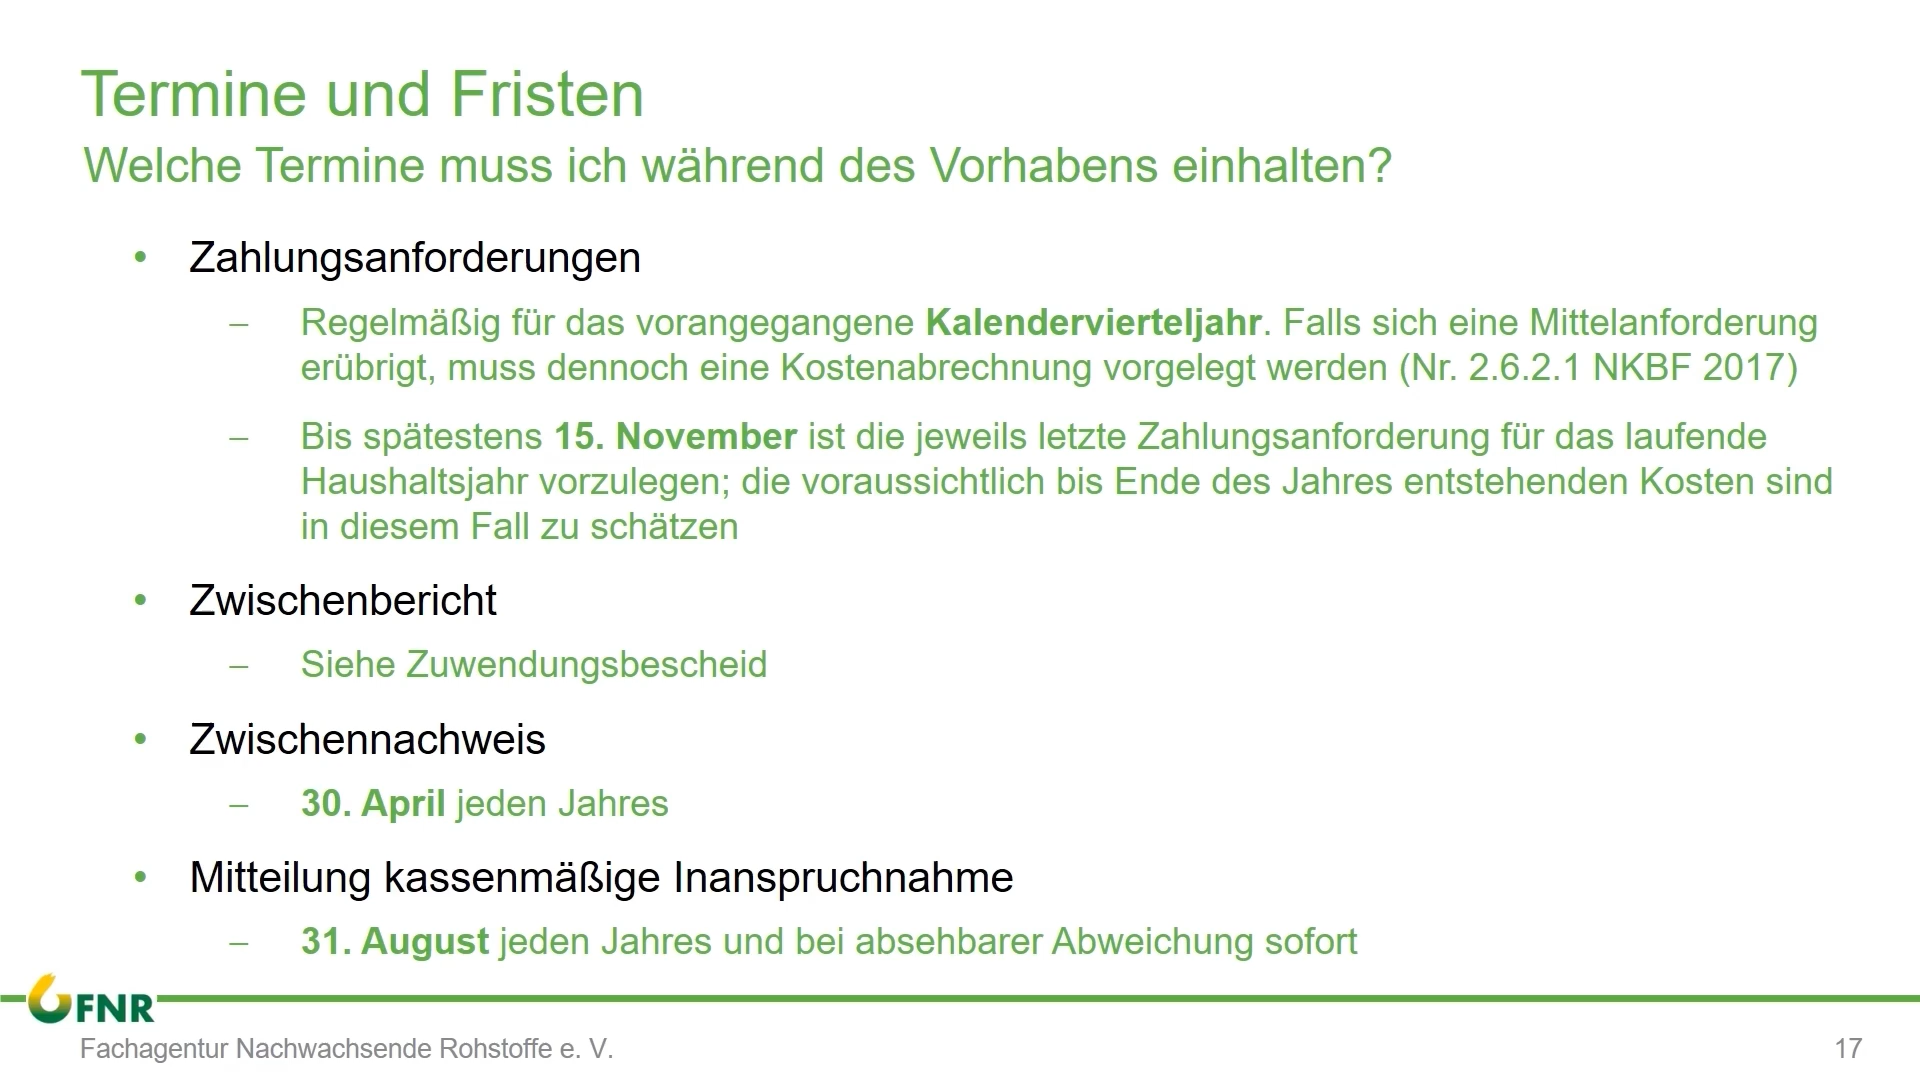 Termine und Fristen
Welche Termine muss ich während des Vorhabens einhalten?
• Zahlungsanforderungen
– Regelmäßig für das vorangegangene Kalendervierteljahr. Falls sich eine Mittelanforderung
erübrigt, muss dennoch eine Kostenabrechnung vorgelegt werden (Nr. 2.6.2.1 NKBF 2017)
– Bis spätestens 15. November ist die jeweils letzte Zahlungsanforderung für das laufende
Haushaltsjahr vorzulegen; die voraussichtlich bis Ende des Jahres entstehenden Kosten sind
in diesem Fall zu schätzen
• Zwischenbericht
– Siehe Zuwendungsbescheid
• Zwischennachweis
– 30. April jeden Jahres
• Mitteilung kassenmäßige Inanspruchnahme
– 31. August jeden Jahres und bei absehbarer Abweichung sofort
FNR
Fachagentur Nachwachsende Rohstoffe e. V.
17